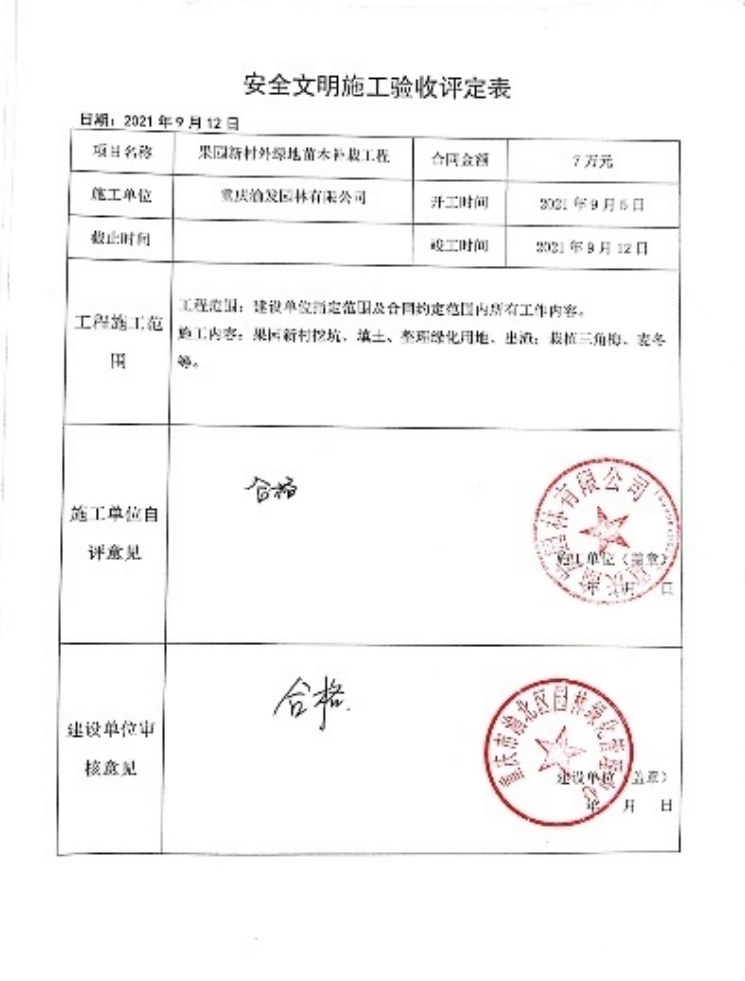 安全文明施工验收评定表
日期：2021 年 9 月 12 日
项目名称 果园新村外绿地苗木补栽工程 合同金额 7 万元
施工单位 重庆渝发园林有限公司 开工时间 2021 年 9 月 5 日
截止时间 竣工时间 2021 年 9 月 12 日
工程范围：建设单位指定范围及合同约定范围内所有工作内容。
工程施工范
施工内容：果园新村挖坑、填土、整理绿化用地、出渣；栽植三角梅、麦冬
围
等。
合格
林有限公司
施工单位自
评意见
施工单位（盖章）
年 月 日
合格.
重庆市渝北区园林绿化管理
建设单位审
核意见
建设单位（盖章）
年 月 日